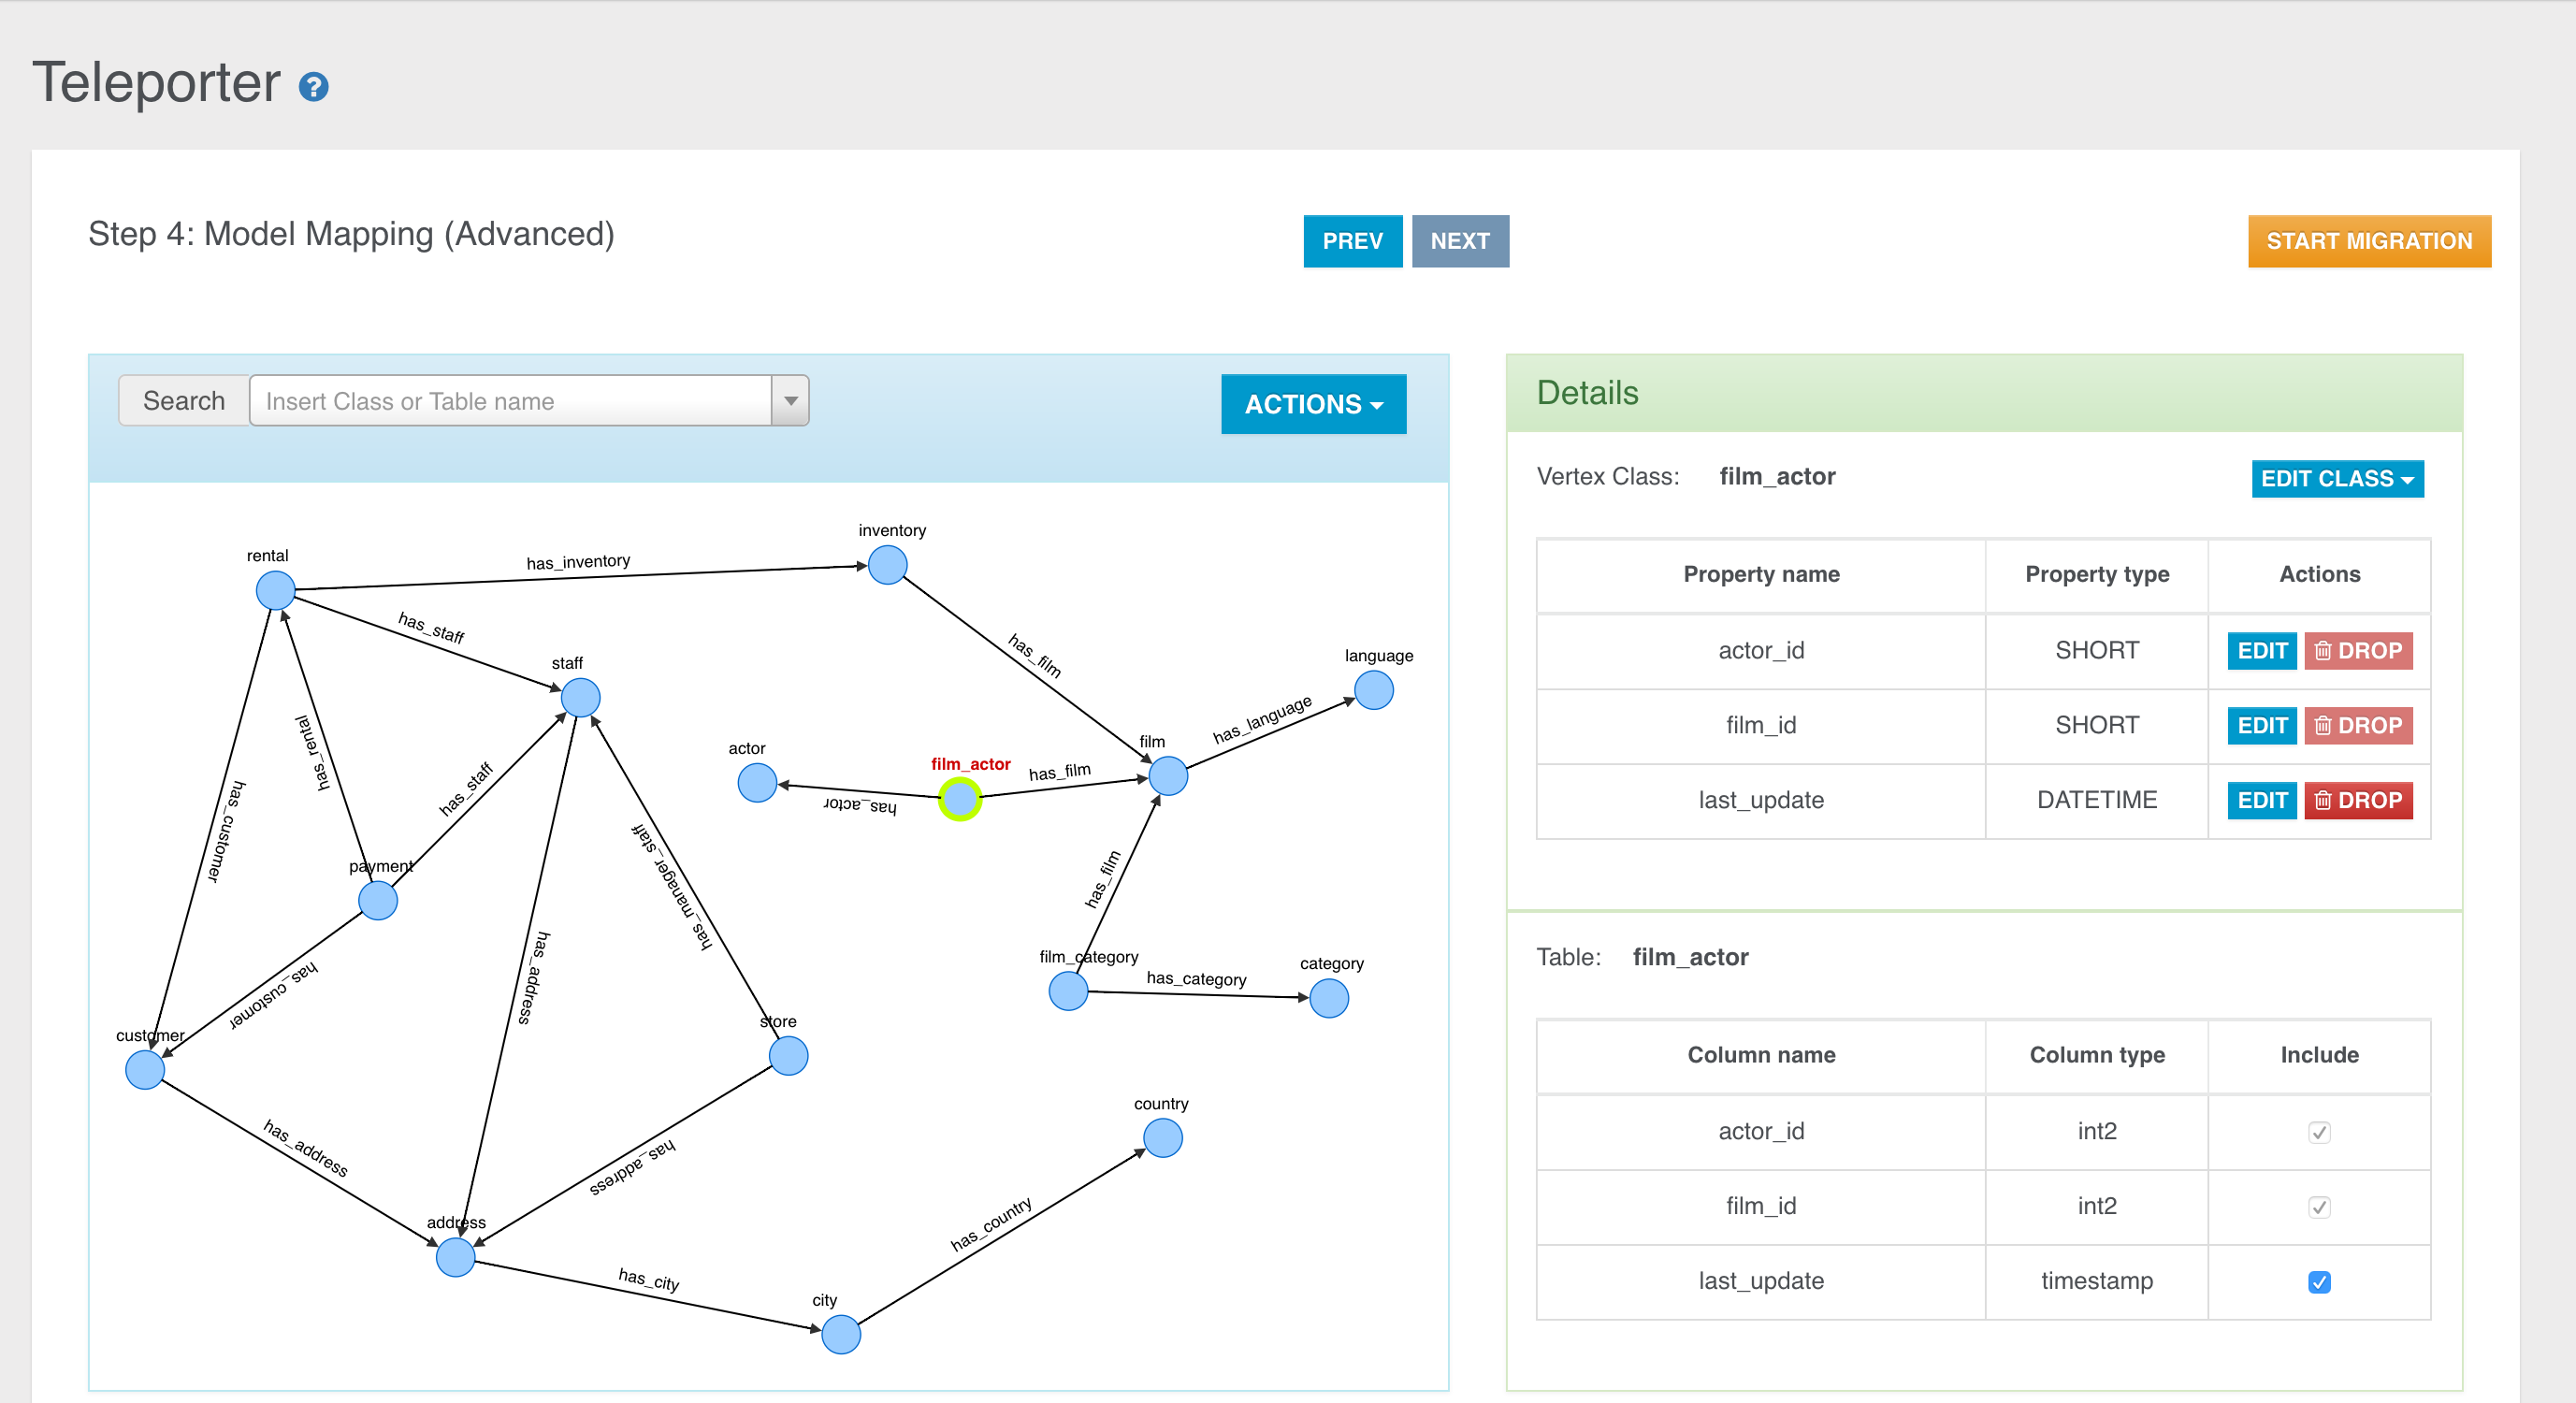 Teleporter ?
Step 4: Model Mapping (Advanced)
PREV
NEXT
START MIGRATION
Search
Insert Class or Table name
ACTIONS
inventory
rental
has_inventory
has_staff
has_film
staff
language
has_language
has_rental
actor
film_actor
has_film
film
has_actor
has_staff
has_customer
has_manager_staff
payment
has_film
has_address
film_category
has_category
category
has_customer
customer
store
has_address
country
has_address
address
has_country
has_city
city
Details
Vertex Class: film_actor
EDIT CLASS
Property name Property type Actions
actor_id SHORT EDIT DROP
film_id SHORT EDIT DROP
last_update DATETIME EDIT DROP
Table: film_actor
Column name Column type Include
actor_id int2
film_id int2
last_update timestamp